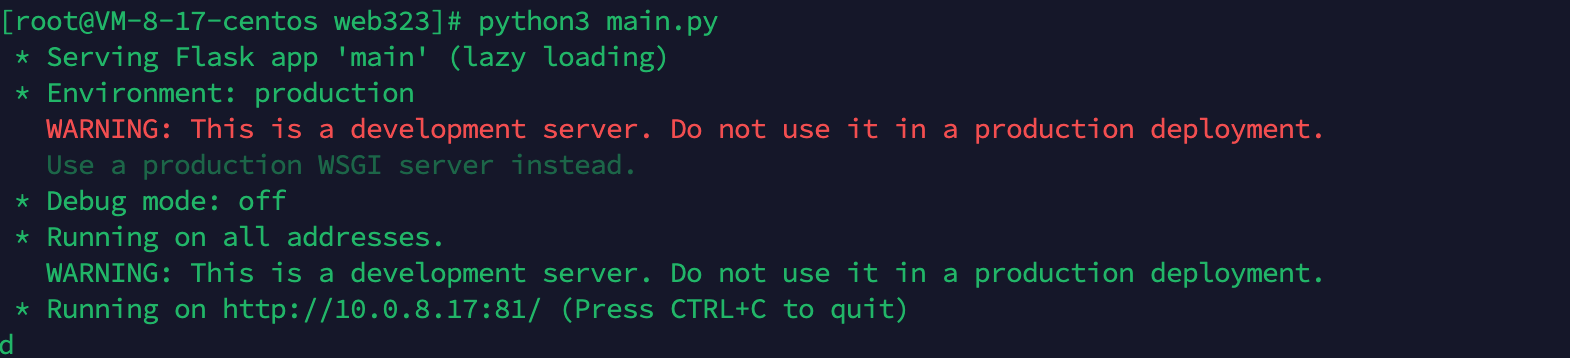 [root@VM-8-17-centos web323]# python3 main.py
* Serving Flask app 'main' (lazy loading)
* Environment: production
WARNING: This is a development server. Do not use it in a production deployment.
Use a production WSGI server instead.
* Debug mode: off
* Running on all addresses.
WARNING: This is a development server. Do not use it in a production deployment.
* Running on http://10.0.8.17:81/ (Press CTRL+C to quit)
d